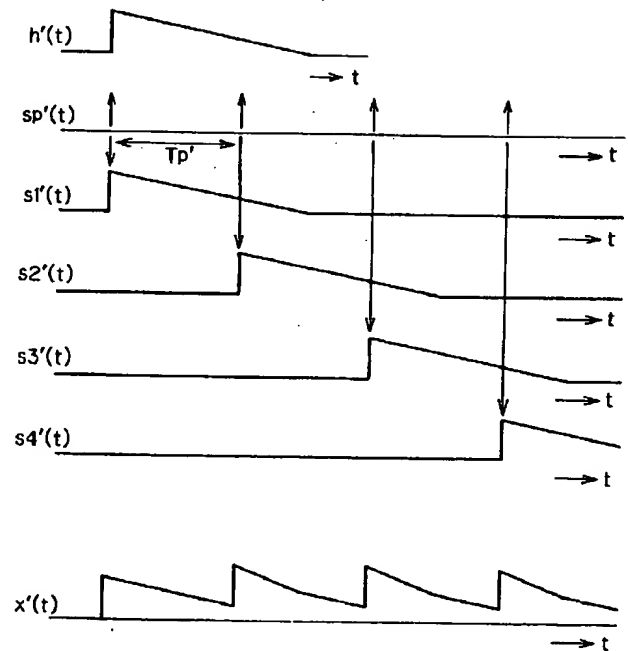 h′(t)
t
sp′(t)
Tp′
t
s1′(t)
t
s2′(t)
t
s3′(t)
t
s4′(t)
t
x′(t)
t